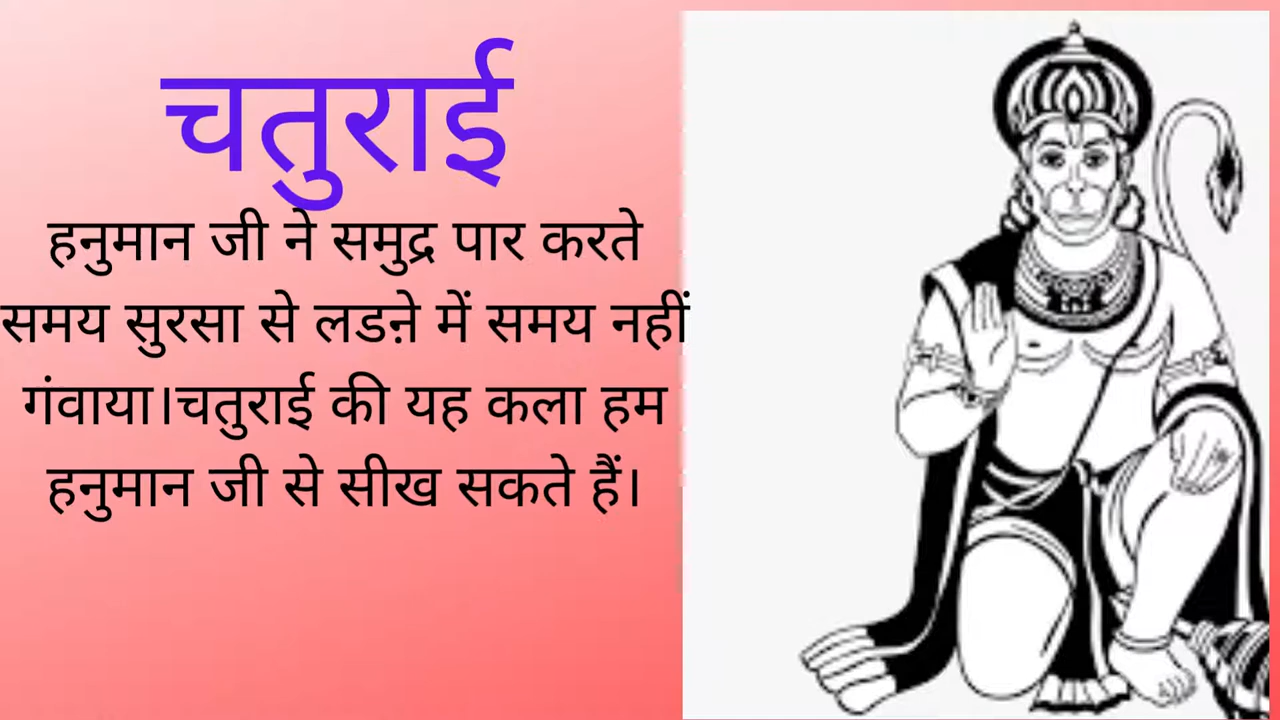 चतुराई
हनुमान जी ने समुद्र पार करते
समय सुरसा से लडऩे में समय नहीं
गंवाया।चतुराई की यह कला हम
हनुमान जी से सीख सकते हैं।